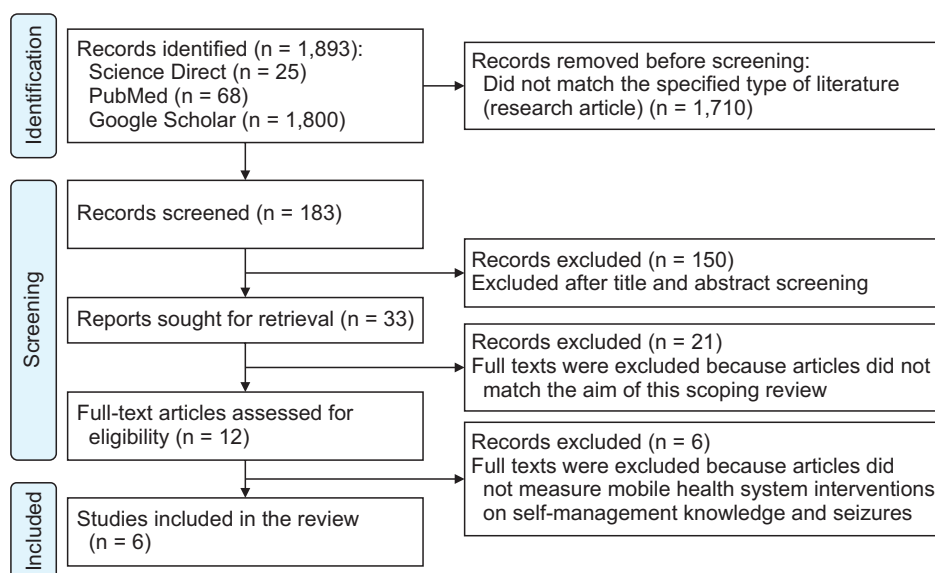 Identification
Records identified (n = 1,893):
Science Direct (n = 25)
PubMed (n = 68)
Google Scholar (n = 1,800)
Records removed before screening:
Did not match the specified type of literature
(research article) (n = 1,710)
Screening
Records screened (n = 183)
Records excluded (n = 150)
Excluded after title and abstract screening
Reports sought for retrieval (n = 33)
Records excluded (n = 21)
Full texts were excluded because articles did not
match the aim of this scoping review
Full-text articles assessed for
eligibility (n = 12)
Records excluded (n = 6)
Full texts were excluded because articles did
not measure mobile health system interventions
on self-management knowledge and seizures
Included
Studies included in the review
(n = 6)